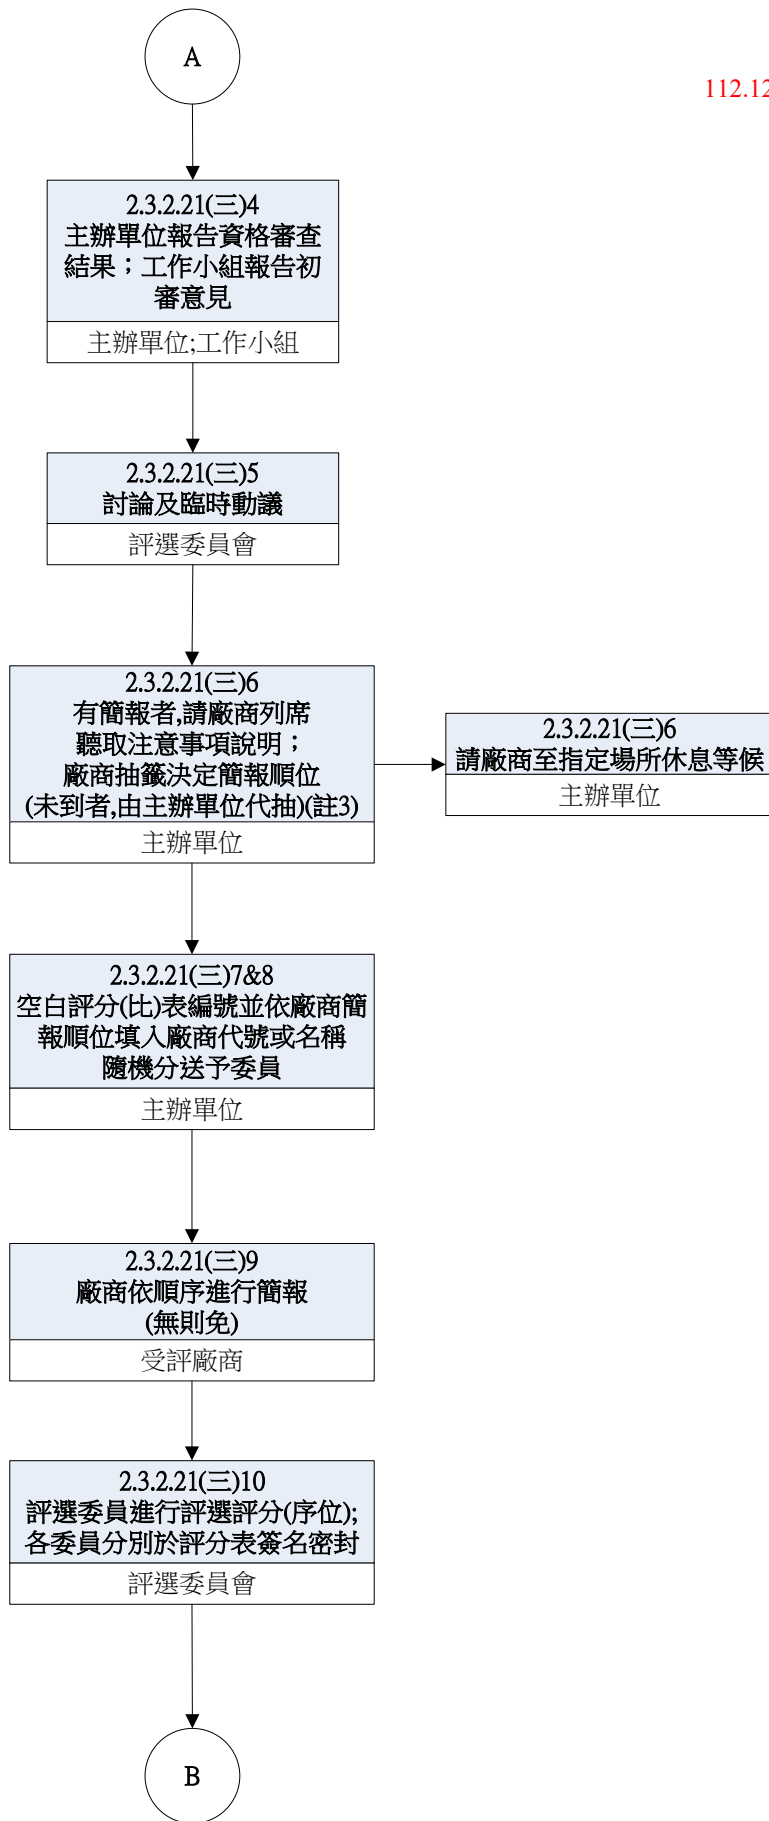 A
112.12
2.3.2.21(三)4
主辦單位報告資格審查
結果；工作小組報告初
審意見
主辦單位;工作小組
2.3.2.21(三)5
討論及臨時動議
評選委員會
2.3.2.21(三)6
有簡報者,請廠商列席
聽取注意事項說明；
廠商抽籤決定簡報順位
(未到者,由主辦單位代抽)(註3)
主辦單位
2.3.2.21(三)6
請廠商至指定場所休息等候
主辦單位
2.3.2.21(三)7&8
空白評分(比)表編號並依廠商簡
報順位填入廠商代號或名稱
隨機分送予委員
主辦單位
2.3.2.21(三)9
廠商依順序進行簡報
(無則免)
受評廠商
2.3.2.21(三)10
評選委員進行評選評分(序位);
各委員分別於評分表簽名密封
評選委員會
B